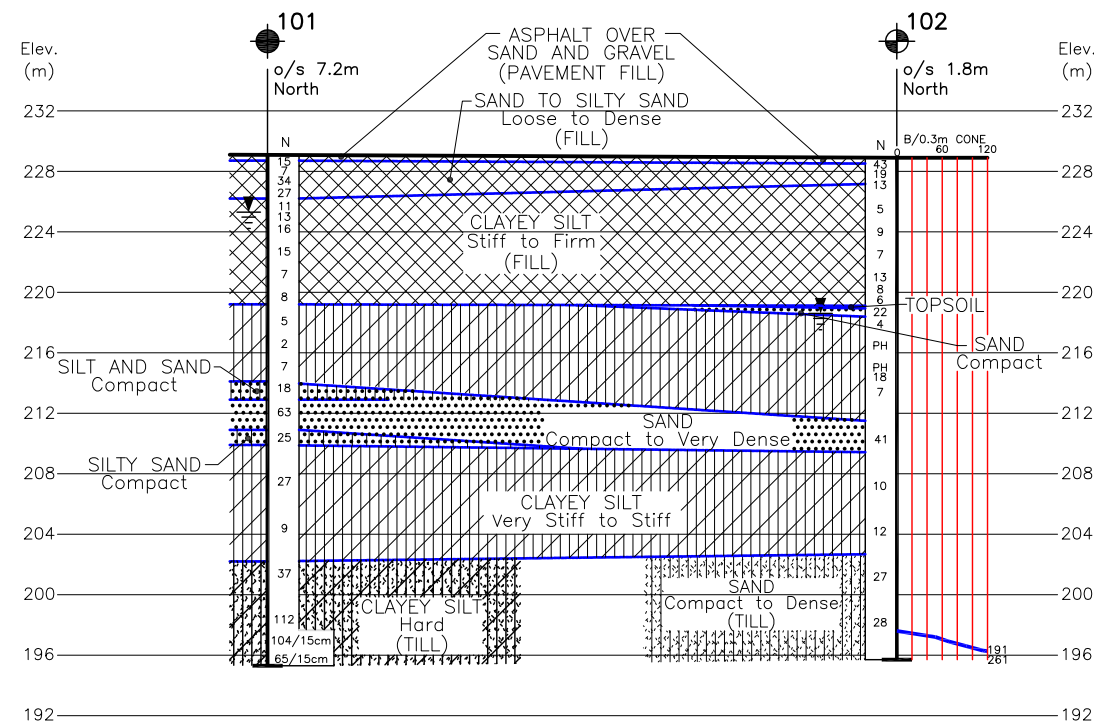 101
102
Elev.
(m)
o/s 7.2m
North
ASPHALT OVER
SAND AND GRAVEL
(PAVEMENT FILL)
o/s 1.8m
North
Elev.
(m)
SAND TO SILTY SAND
Loose to Dense
(FILL)
232
232
N
N
B/0.3m CONE
0
60
120
228
228
224
224
220
220
216
216
212
212
208
208
204
204
200
200
196
196
192
192
15
7
34
27
11
13
16
15
7
8
5
2
7
18
63
25
27
9
37
112
104/15cm
65/15cm
CLAYEY SILT
Stiff to Firm
(FILL)
SILT AND SAND
Compact
SILTY SAND
Compact
SAND
Compact to Very Dense
CLAYEY SILT
Very Stiff to Stiff
CLAYEY SILT
Hard
(TILL)
SAND
Compact to Dense
(TILL)
43
19
13
5
9
7
13
8
6
22
4
PH
PH
18
7
41
10
12
27
28
TOPSOIL
SAND
Compact
191
261